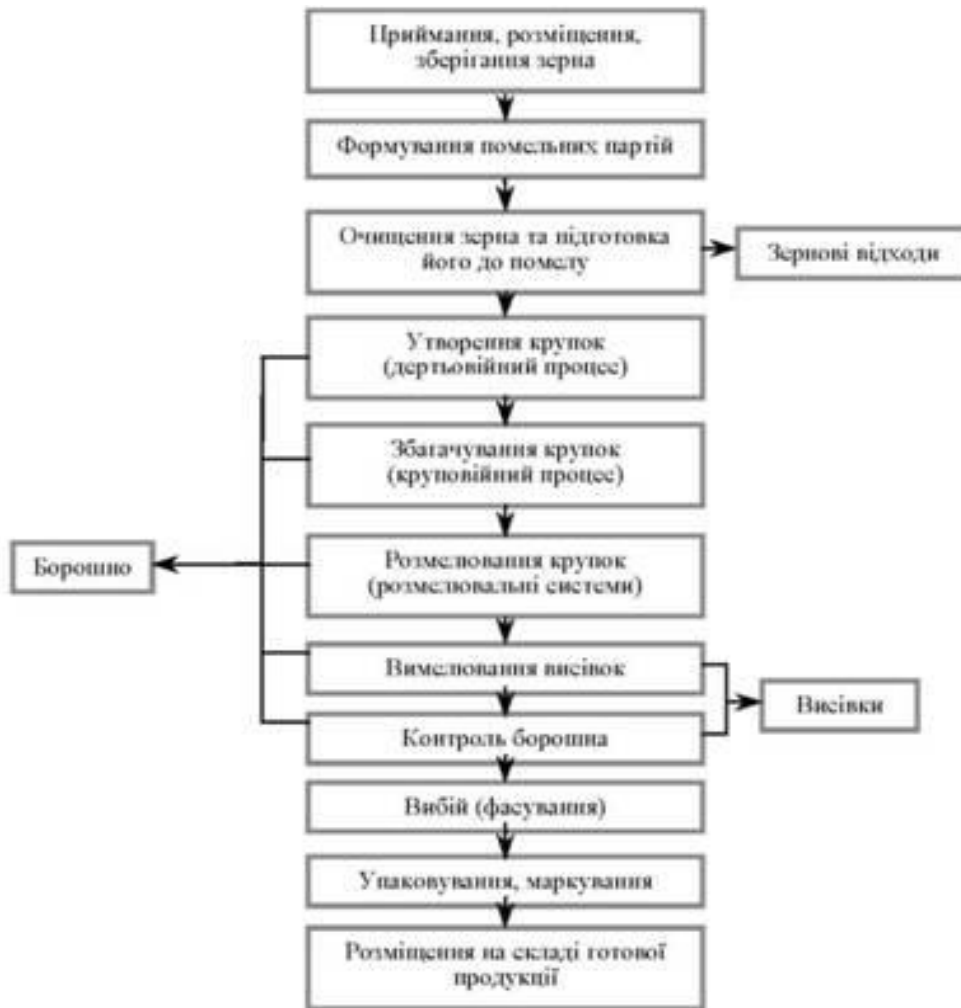 Приймання, розміщення,
зберігання зерна
Формування помельних партій
Очищення зерна та підготовка
його до помелу
Зернові відходи
Утворення крупок
(дертьовійний процес)
Збагачування крупок
(круповійний процес)
Борошно
Розмелювання крупок
(розмелювальні системи)
Вимелювання висівок
Висівки
Контроль борошна
Вибій (фасування)
Упаковування, маркування
Розміщення на складі готової
продукції